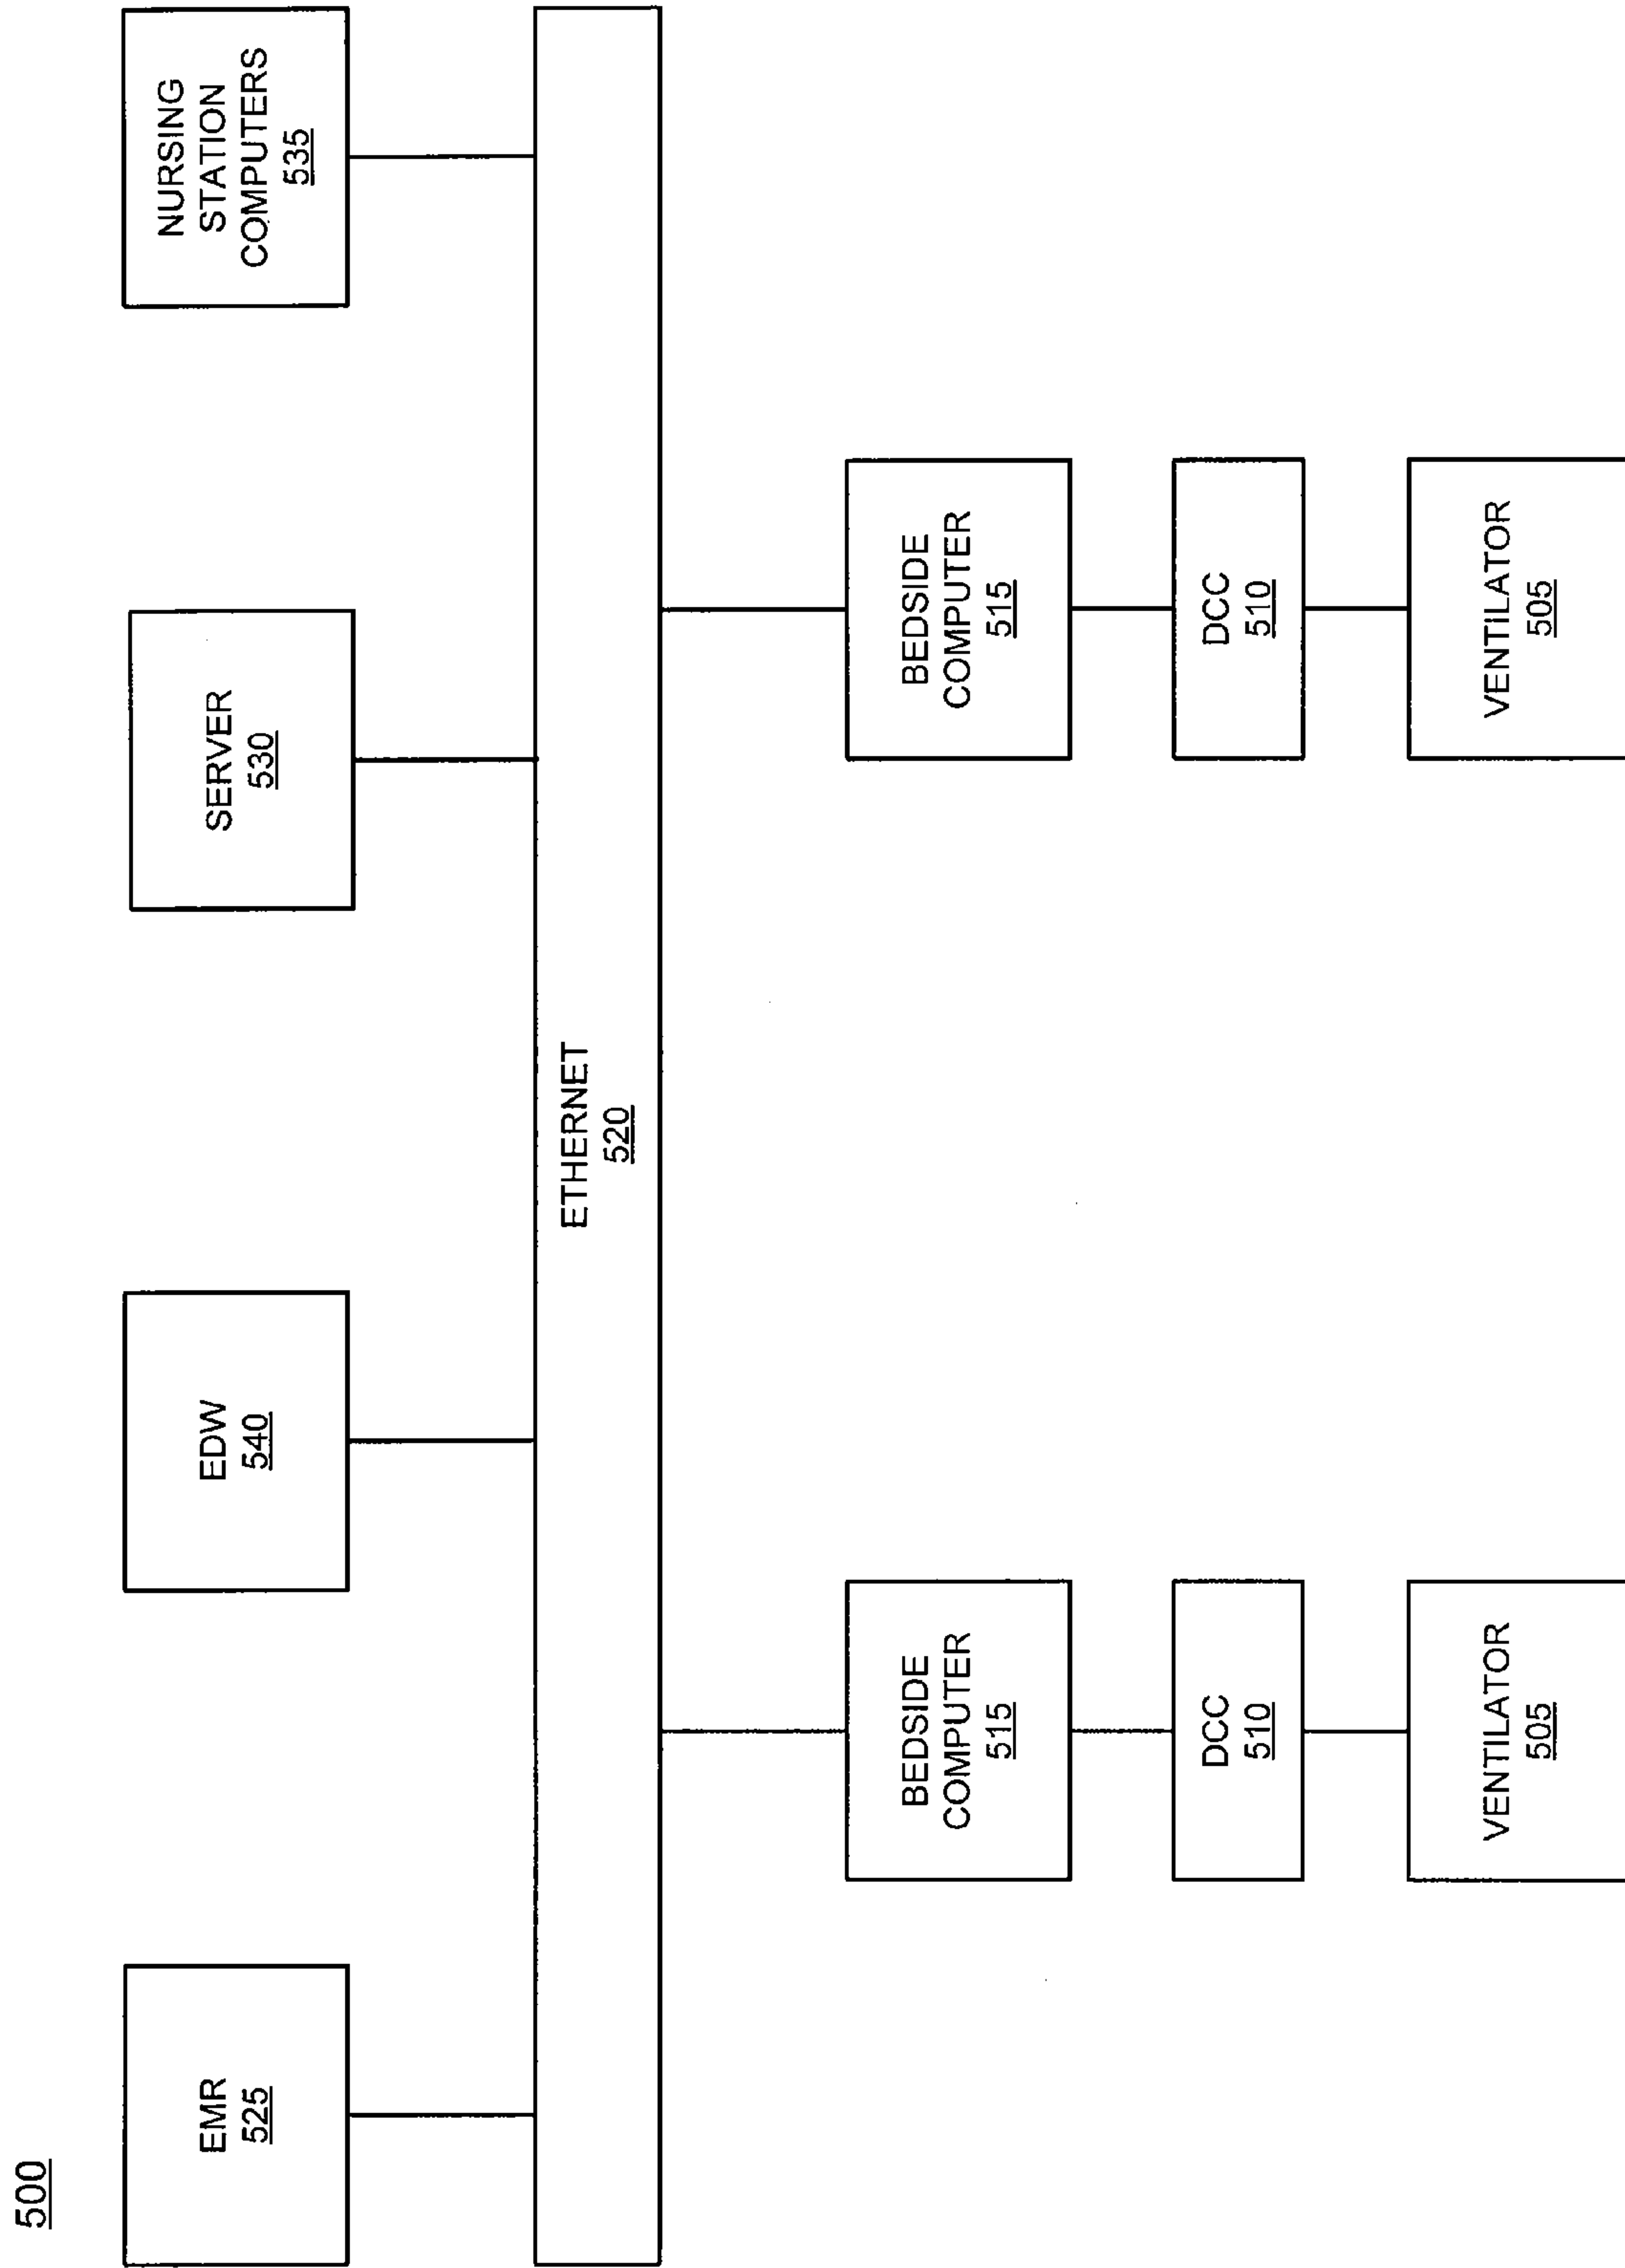 500
EMR
525
EDW
540
SERVER
530
NURSING
STATION
COMPUTERS
535
ETHERNET
520
BEDSIDE
COMPUTER
515
DCC
510
VENTILATOR
505
BEDSIDE
COMPUTER
515
DCC
510
VENTILATOR
505